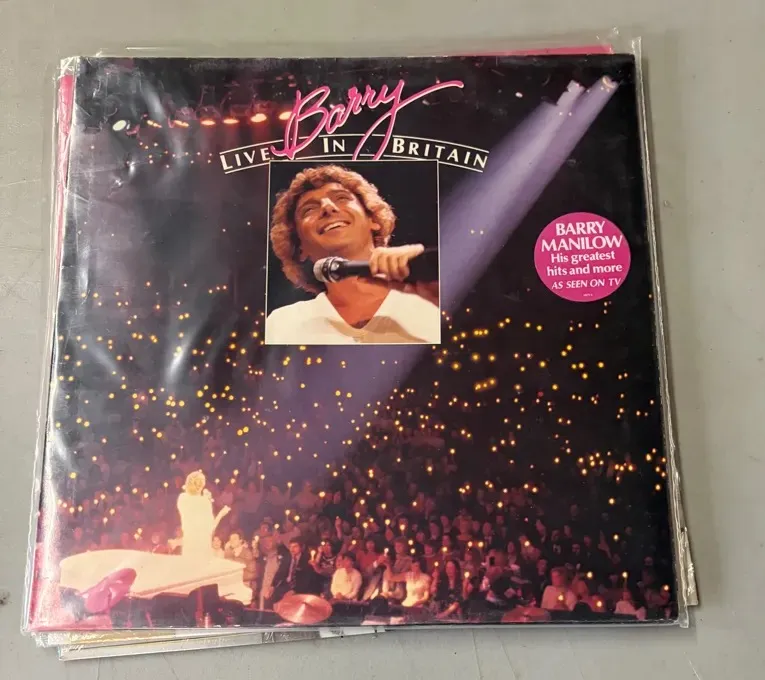 Barry
LIVE IN BRITAIN
BARRY
MANILOW
His greatest
hits and more
AS SEEN ON TV